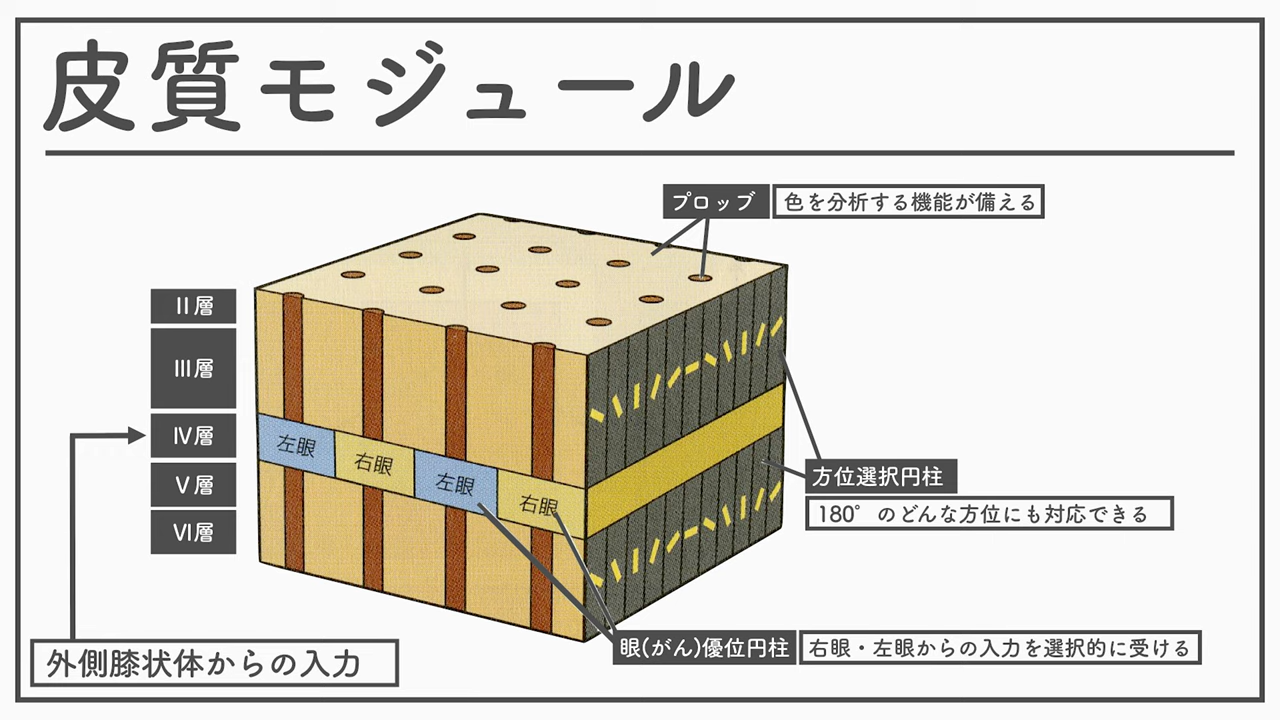 皮質モジュール
プロッブ 色を分析する機能が備える
II層
III層
IV層
V層
VI層
左眼
右眼
左眼
右眼
方位選択円柱
180°のどんな方位にも対応できる
眼(がん)優位円柱 右眼・左眼からの入力を選択的に受ける
外側膝状体からの入力